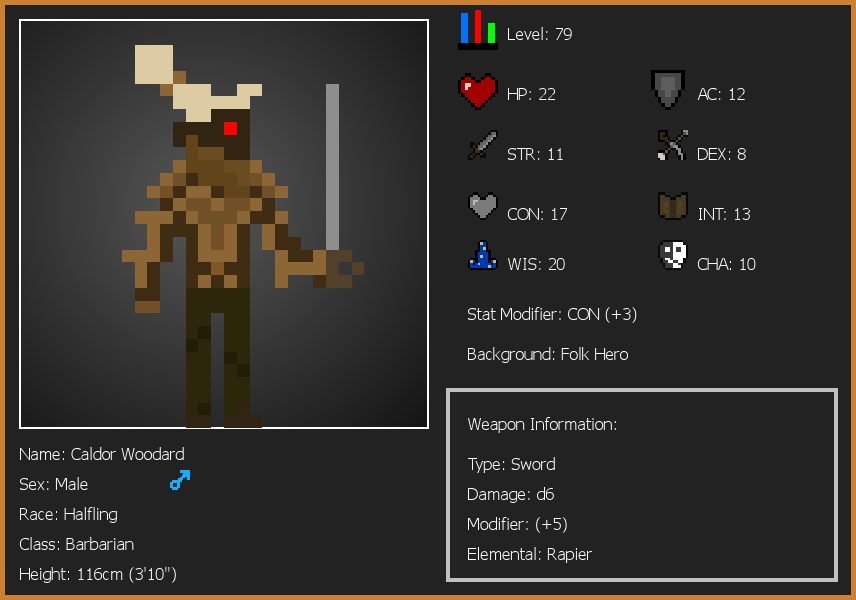 Level: 79
HP: 22
AC: 12
STR: 11
DEX: 8
CON: 17
INT: 13
WIS: 20
CHA: 10
Stat Modifier: CON (+3)
Background: Folk Hero
Weapon Information:
Type: Sword
Damage: d6
Modifier: (+5)
Elemental: Rapier
Name: Caldor Woodard
Sex: Male
Race: Halfling
Class: Barbarian
Height: 116cm (3'10")